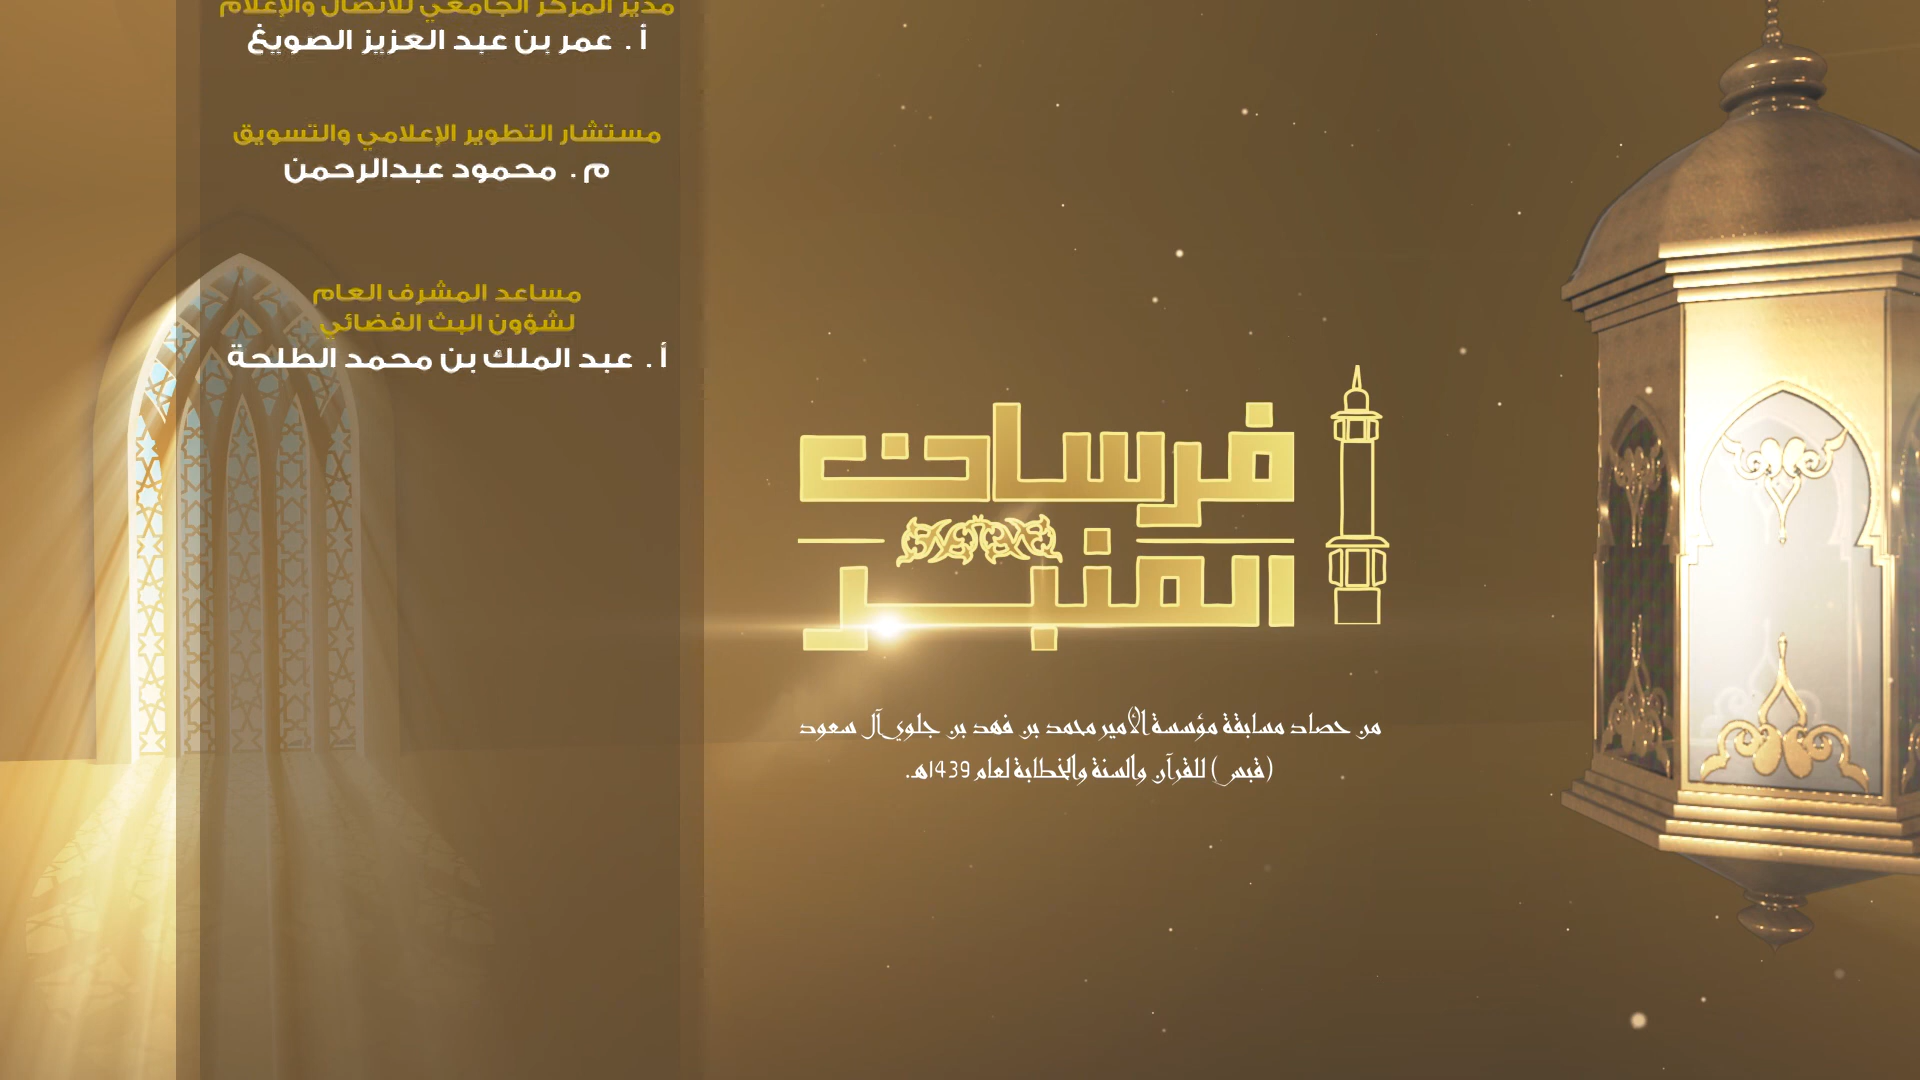 مدير المركز الجامعي للاتصال والإعلام
أ . عمر بن عبد العزيز الصويغ
مستشار التطوير الإعلامي والتسويق
م . محمود عبدالرحمن
مساعد المشرف العام
لشؤون البث الفضائي
أ . عبد الملك بن محمد الطلحة
فرسان
المنبر
من حصاد مسابقة مؤسسة الأمير محمد بن فهد بن جلوي آل سعود
(قبس) للقرآن والسنة والخطابة لعام 1439هـ.